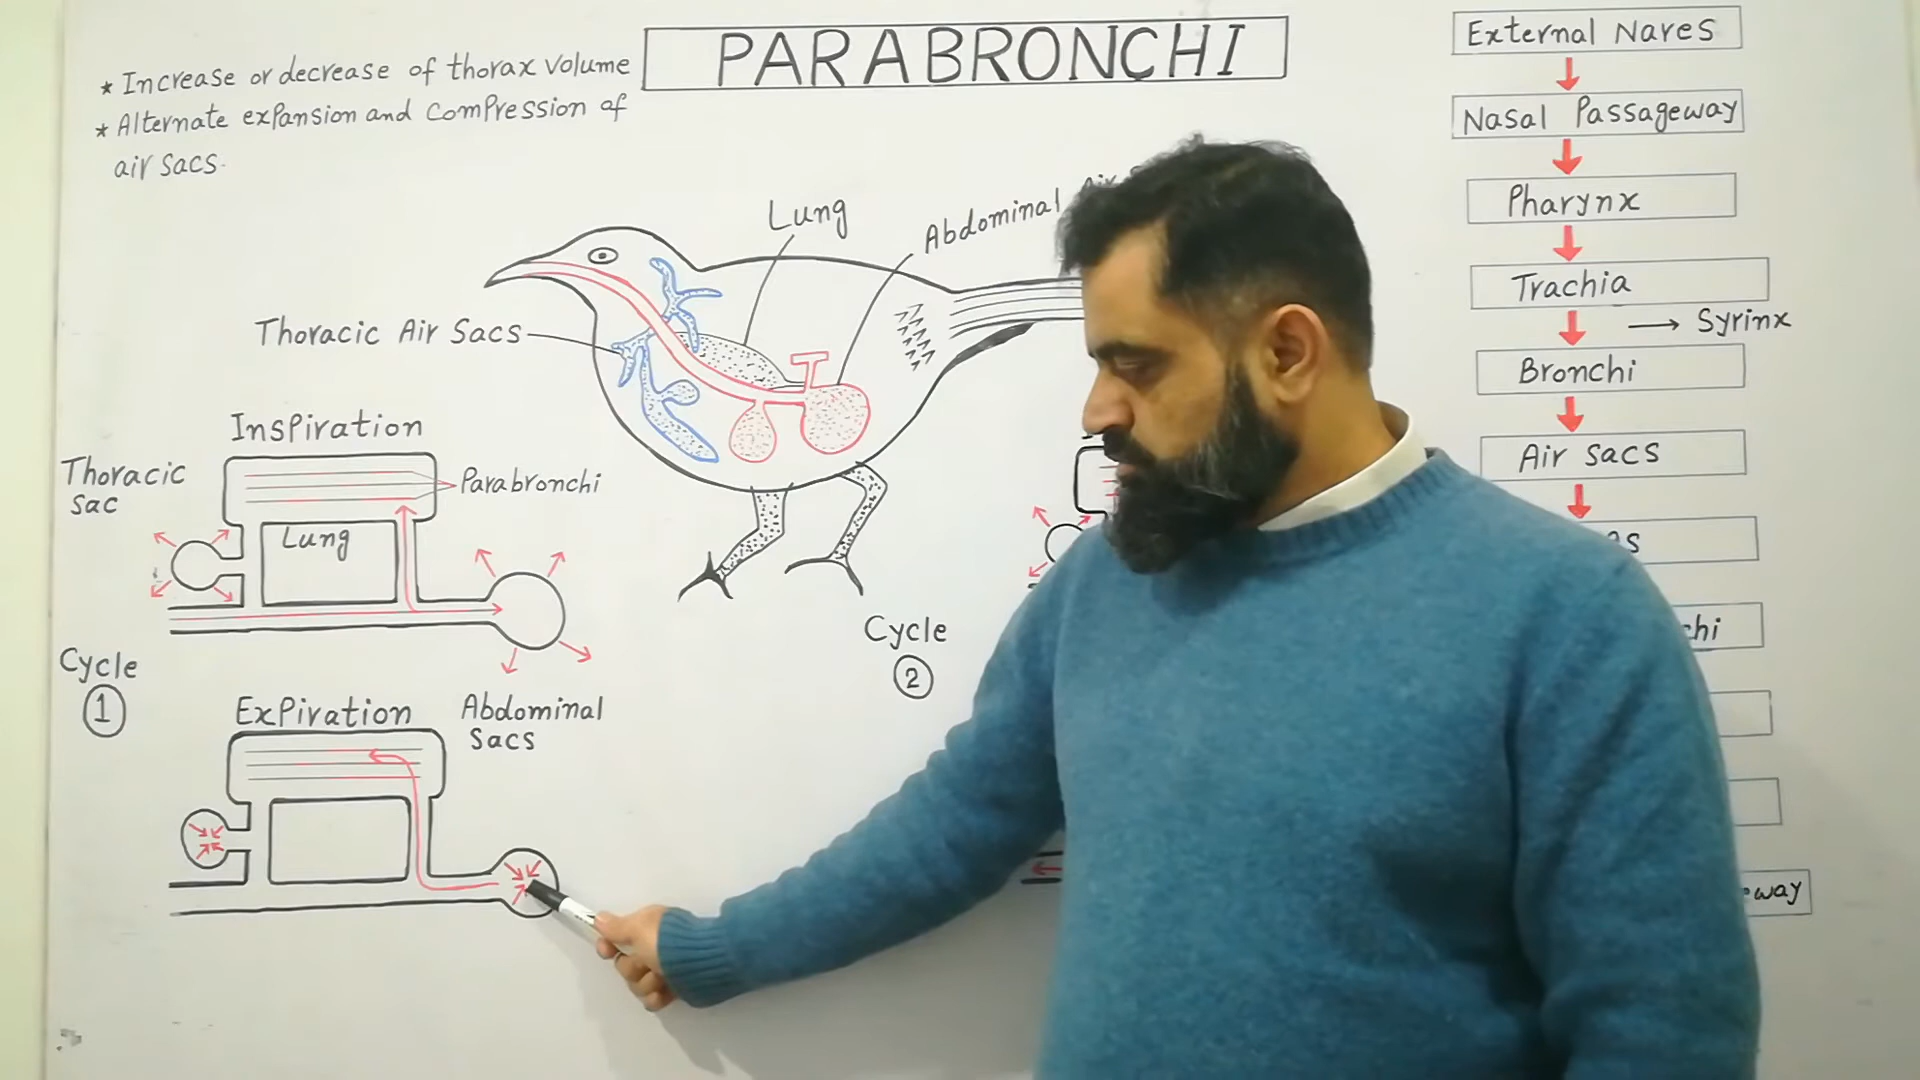 PARABRONCHI
* Increase or decrease of thorax volume
* Alternate expansion and compression of
air sacs.
Lung
Abdominal Air
Thoracic Air Sacs
Inspiration
Thoracic
Sac
Parabronchi
Lung
Cycle
1
Expiration
Abdominal
Sacs
Cycle
2
External Nares
Nasal Passageway
Pharynx
Trachia
Syrinx
Bronchi
Air sacs